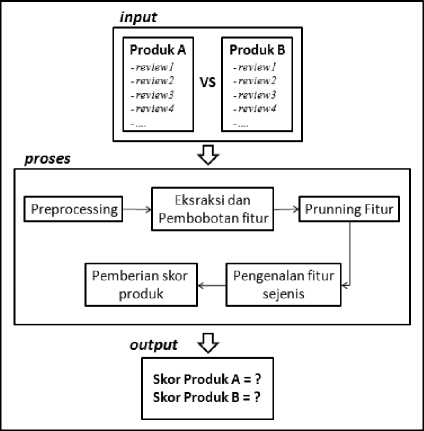 input
Produk A
Produk B
-review1
-review2
-review3
-review4
-....
VS
-review1
-review2
-review3
-review4
-....
proses
Preprocessing
Eksraksi dan
Pembobotan fitur
Prunning Fitur
Pemberian skor
produk
Pengenalan fitur
sejenis
output
Skor Produk A = ?
Skor Produk B = ?